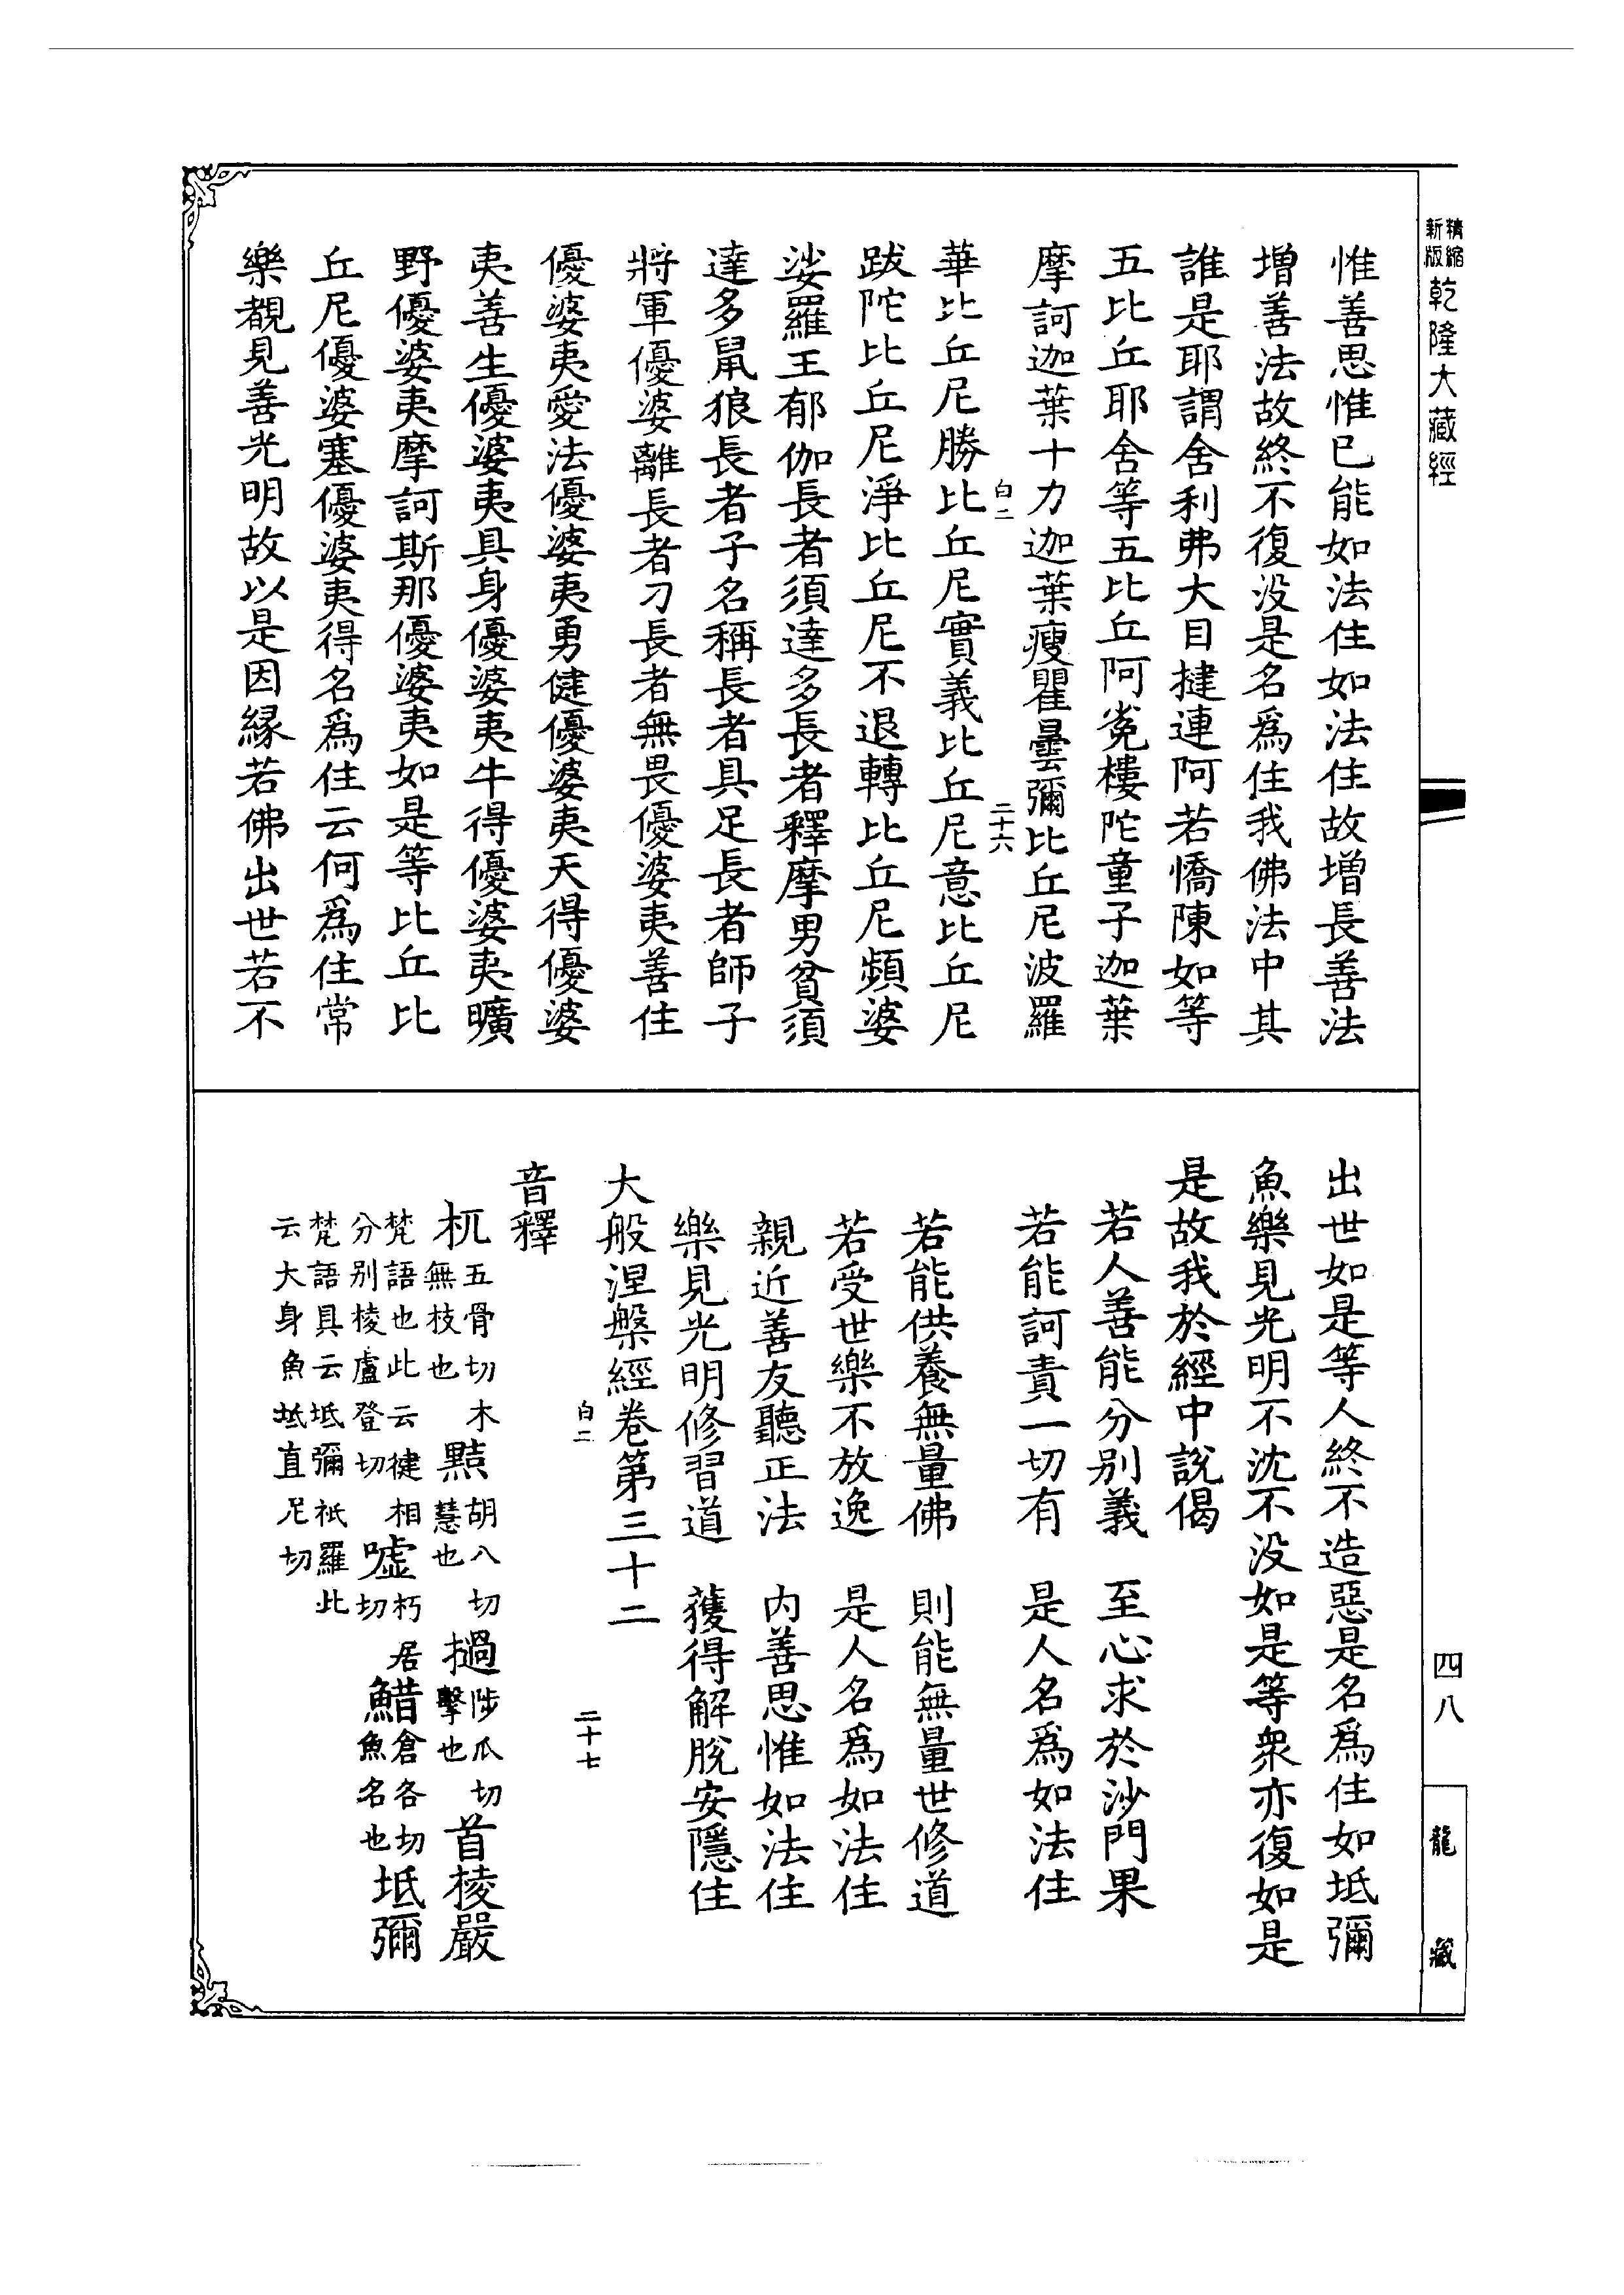 精縮
新版
乾隆大藏經
惟善思惟已能如法住如法住故増長善法
増善法故終不復没是名為住我佛法中其
誰是耶謂舍利弗大目揵連阿若憍陳如等
五比丘耶舍等五比丘阿㝹樓陀童子迦葉
摩訶迦葉十力迦葉瘦瞿曇彌比丘尼波羅
白二
二十六
華比丘尼勝比丘尼實義比丘尼意比丘尼
跋陀比丘尼淨比丘尼不退轉比丘尼頻婆
娑羅王郁伽長者須達多長者釋摩男貧須
達多鼠狼長者子名稱長者具足長者師子
將軍優婆離長者刀長者無畏優婆夷善住
優婆夷愛法優婆夷勇健優婆夷天得優婆
夷善生優婆夷具身優婆夷牛得優婆夷曠
野優婆夷摩訶斯那優婆夷如是等比丘比
丘尼優婆塞優婆夷得名為住云何為住常
樂覩見善光明故以是因縁若佛出世若不
出世如是等人終不造惡是名為住如坻彌
魚樂見光明不沈不没如是等衆亦復如是
是故我於經中說偈
若人善能分别義 至心求於沙門果
若能訶責一切有 是人名為如法住
若能供養無量佛 則能無量世修道
若受世樂不放逸 是人名為如法住
親近善友聽正法 内善思惟如法住
樂見光明修習道 獲得解脫安隱住
大般涅槃經卷第三十二
白二
二十七
音釋
杌五骨切木無枝也 黠胡八切慧也 撾陟瓜切擊也 首棱嚴
梵語也此云健相分别棱盧登切 嘘朽居切 䱜倉各切魚名也 坻彌
梵語具云坻彌祇羅此云大身魚坻直尼切
四八
龍藏